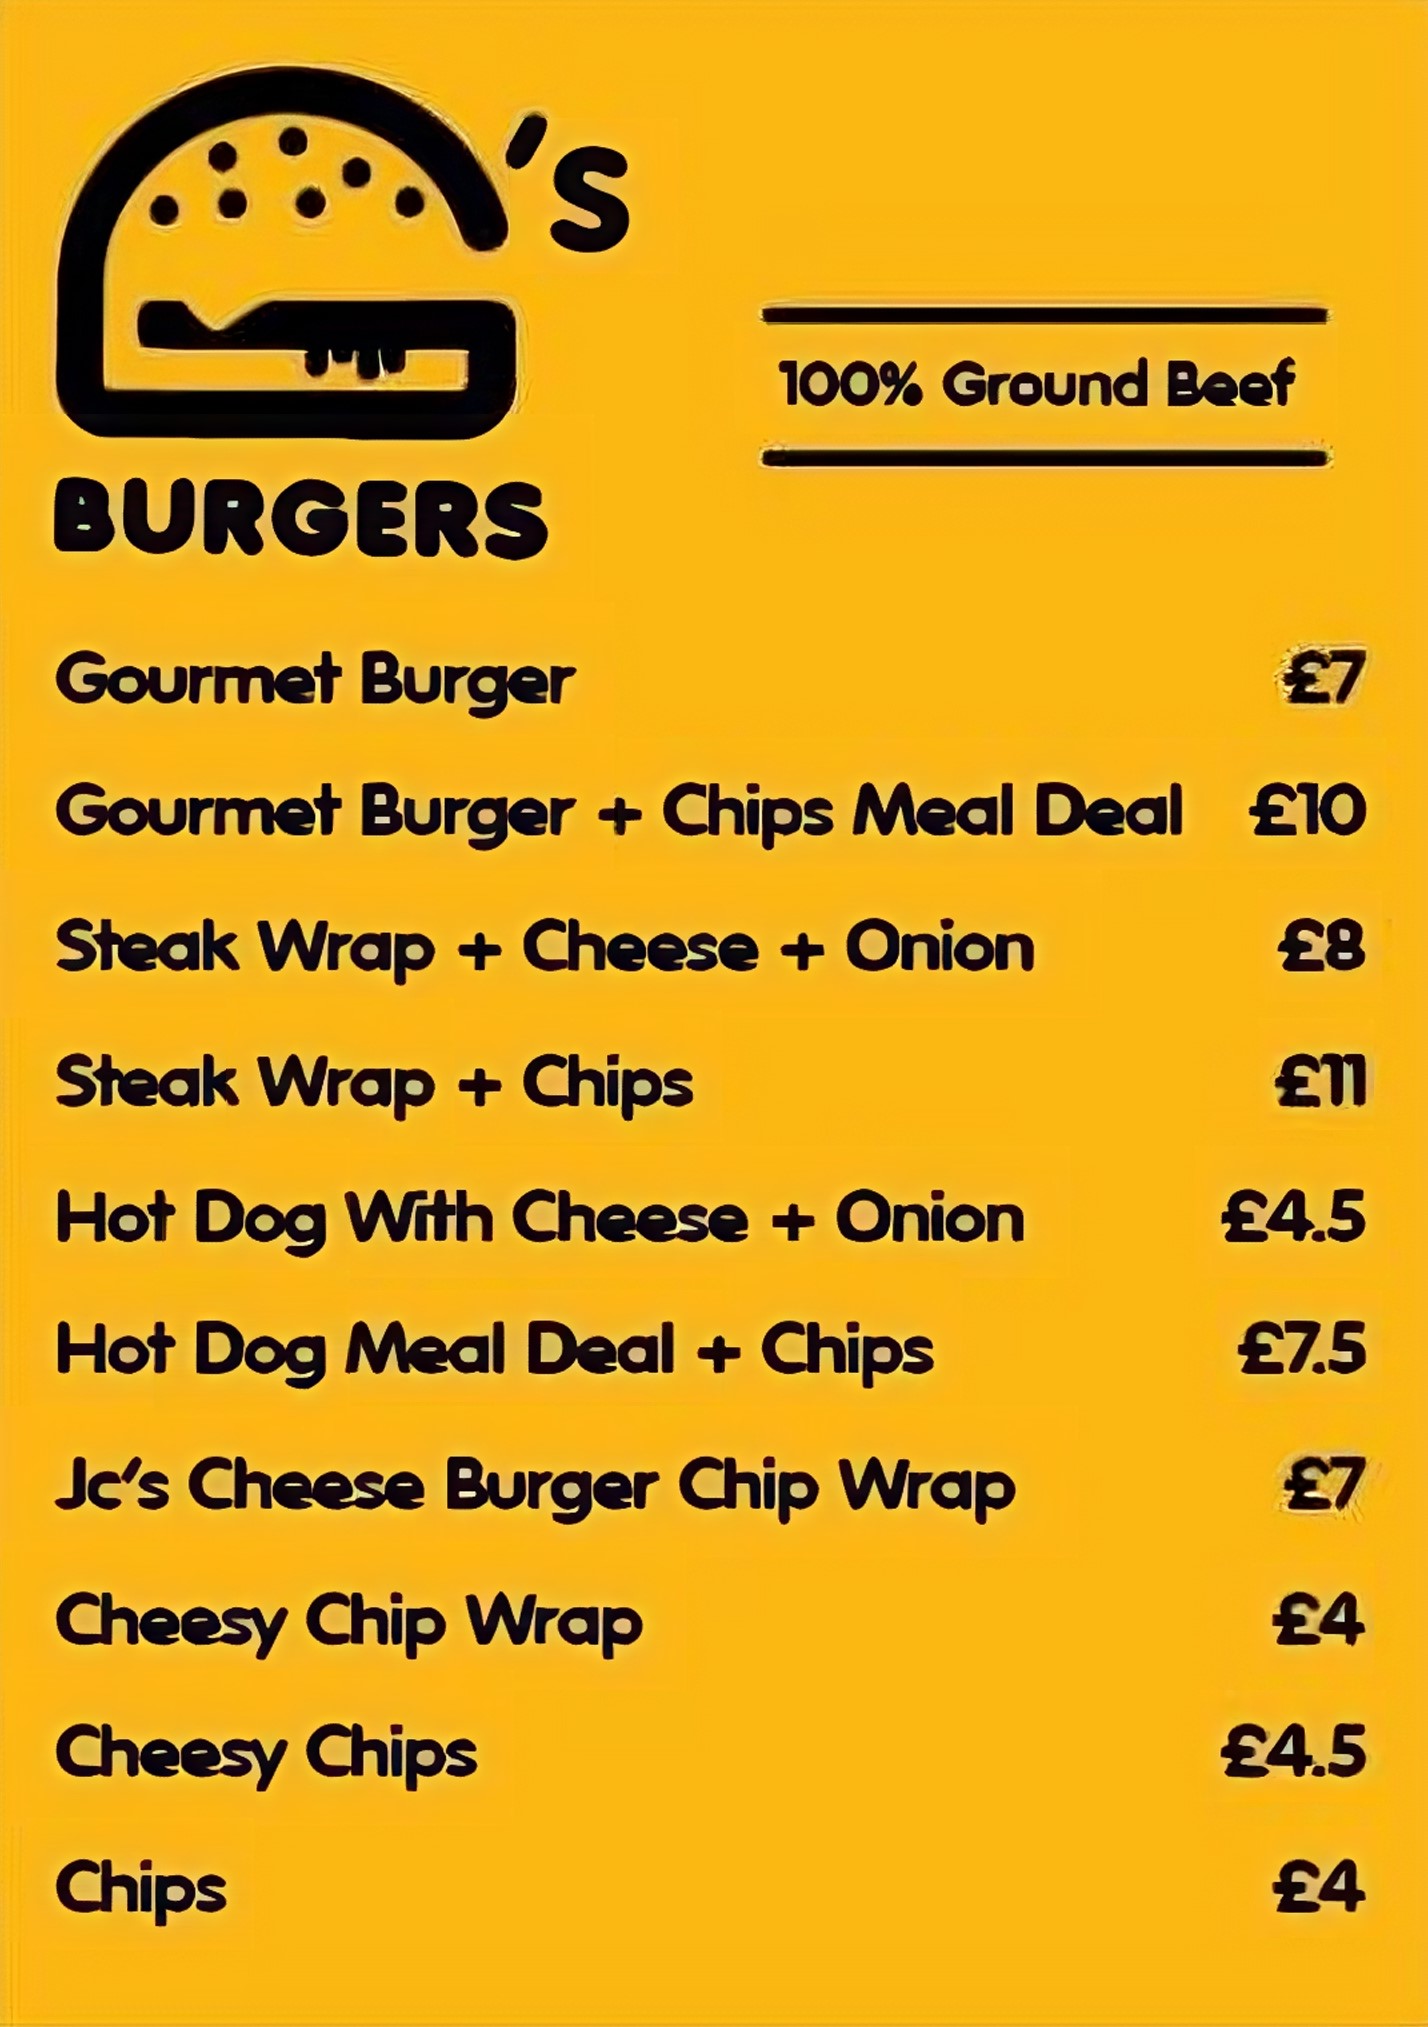 's
BURGERS
100% Ground Beef
Gourmet Burger £7
Gourmet Burger + Chips Meal Deal £10
Steak Wrap + Cheese + Onion £8
Steak Wrap + Chips £11
Hot Dog With Cheese + Onion £4.5
Hot Dog Meal Deal + Chips £7.5
Jc's Cheese Burger Chip Wrap £7
Cheesy Chip Wrap £4
Cheesy Chips £4.5
Chips £4